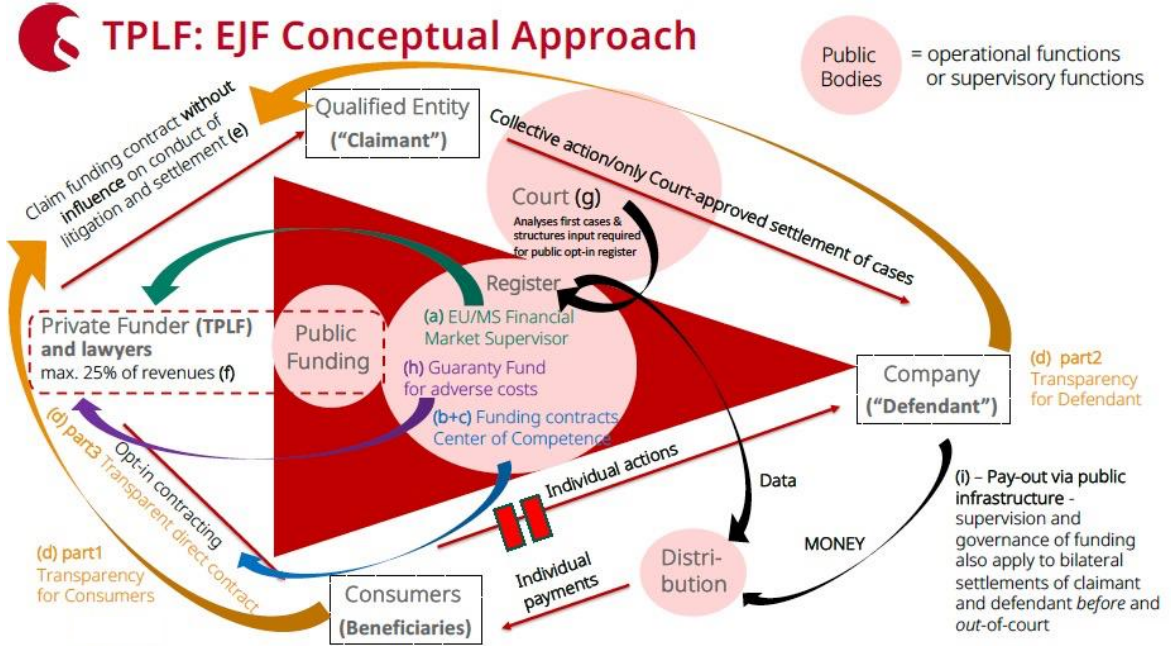 TPLF: EJF Conceptual Approach
Public
Bodies
= operational functions
or supervisory functions
Qualified Entity
(“Claimant”)
Claim funding contract without
influence on conduct of
litigation and settlement (e)
Collective action/only Court-approved settlement of cases
Court (g)
Analyses first cases &
structures input required
for public opt-in register
Register
(a) EU/MS Financial
Market Supervisor
(h) Guaranty Fund
for adverse costs
(b+c) Funding contracts
Center of Competence
Private Funder (TPLF)
and lawyers
max. 25% of revenues (f)
Public
Funding
Company
(“Defendant”)
(d) part2
Transparency
for Defendant
(d) part3 Transparent direct contract
Opt-in contracting
Individual actions
(d) part1
Transparency
for Consumers
Data
MONEY
(i) – Pay-out via public
infrastructure -
supervision and
governance of funding
also apply to bilateral
settlements of claimant
and defendant before and
out-of-court
Distri-
bution
Individual
payments
Consumers
(Beneficiaries)